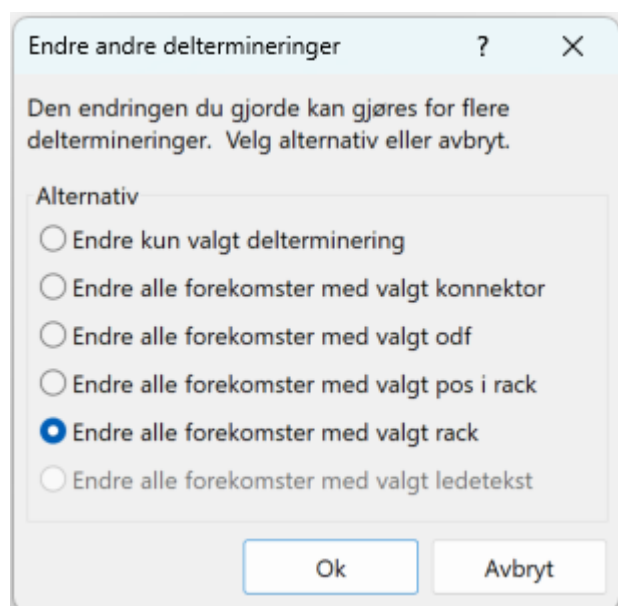 Endre andre determineringer
?
Den endringen du gjorde kan gjøres for flere
deltermineringer. Velg alternativ eller avbryt.
Alternativ
Endre kun valgt delterminering
Endre alle forekomster med valgt konnektor
Endre alle forekomster med valgt odf
Endre alle forekomster med valgt pos i rack
Endre alle forekomster med valgt rack
Endre alle forekomster med valgt ledetekst
Ok
Avbryt